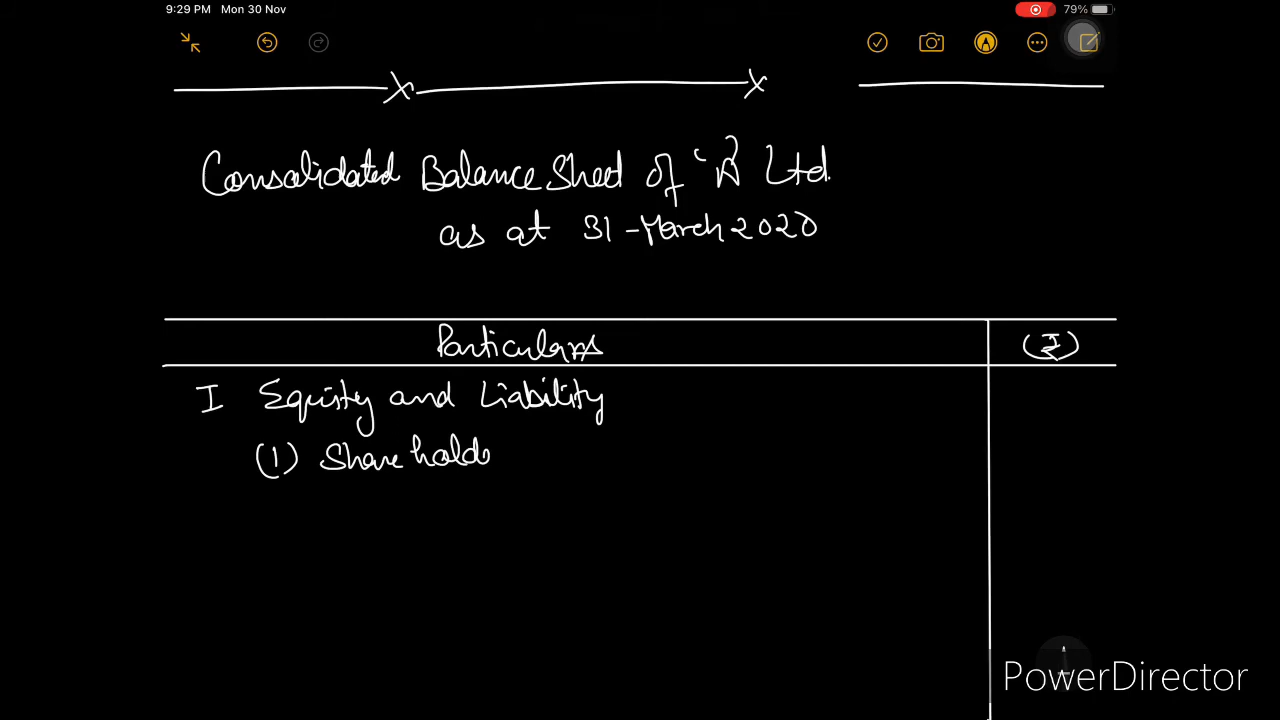 9:29 PM Mon 30 Nov 79%
Consolidated Balance Sheet of 'A' Ltd.
as at 31-March 2020
Particulars (₹)
I Equity and Liability
(1) Share hold
PowerDirector